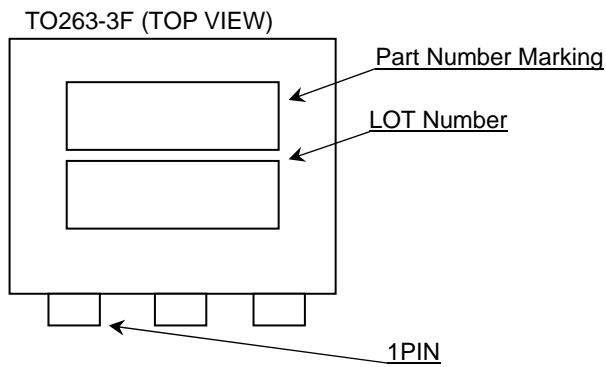 TO263-3F (TOP VIEW)
Part Number Marking
LOT Number
1PIN